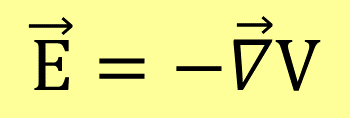 E⃗ = −∇⃗V